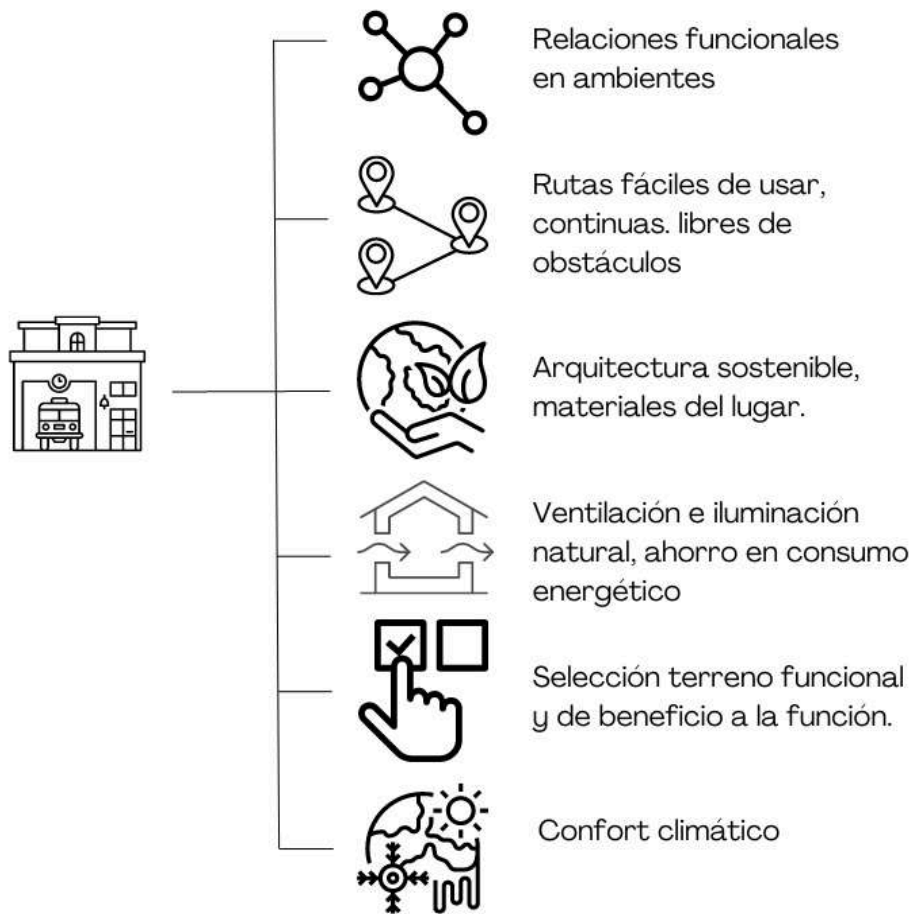 Relaciones funcionales
en ambientes
Rutas fáciles de usar,
continuas. libres de
obstáculos
Arquitectura sostenible,
materiales del lugar.
Ventilación e iluminación
natural, ahorro en consumo
energético
Selección terreno funcional
y de beneficio a la función.
Confort climático